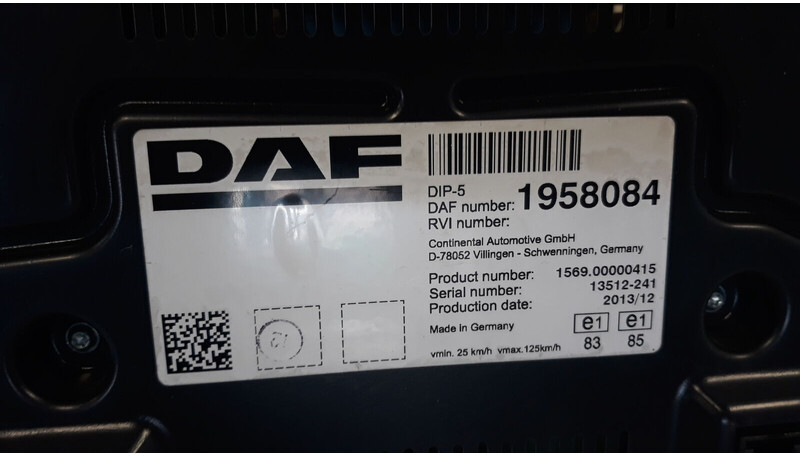 DAF
DIP-5
DAF number: 1958084
RVI number:
Continental Automotive GmbH
D-78052 Villingen - Schwenningen, Germany
Product number: 1569.00000415
Serial number: 13512-241
Production date: 2013/12
Made in Germany
e1 e1
83 85
vmin. 25 km/h vmax.125km/h